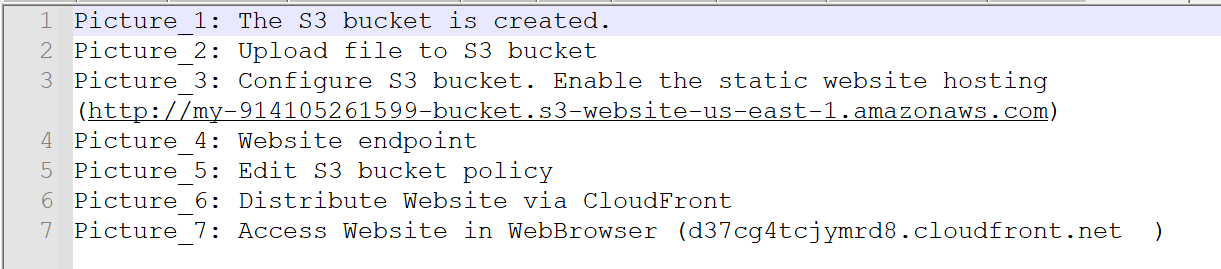 1 Picture_1: The S3 bucket is created.
2 Picture_2: Upload file to S3 bucket
3 Picture_3: Configure S3 bucket. Enable the static website hosting
(http://my-914105261599-bucket.s3-website-us-east-1.amazonaws.com)
4 Picture_4: Website endpoint
5 Picture_5: Edit S3 bucket policy
6 Picture_6: Distribute Website via CloudFront
7 Picture_7: Access Website in WebBrowser (d37cg4tcjymrd8.cloudfront.net  )